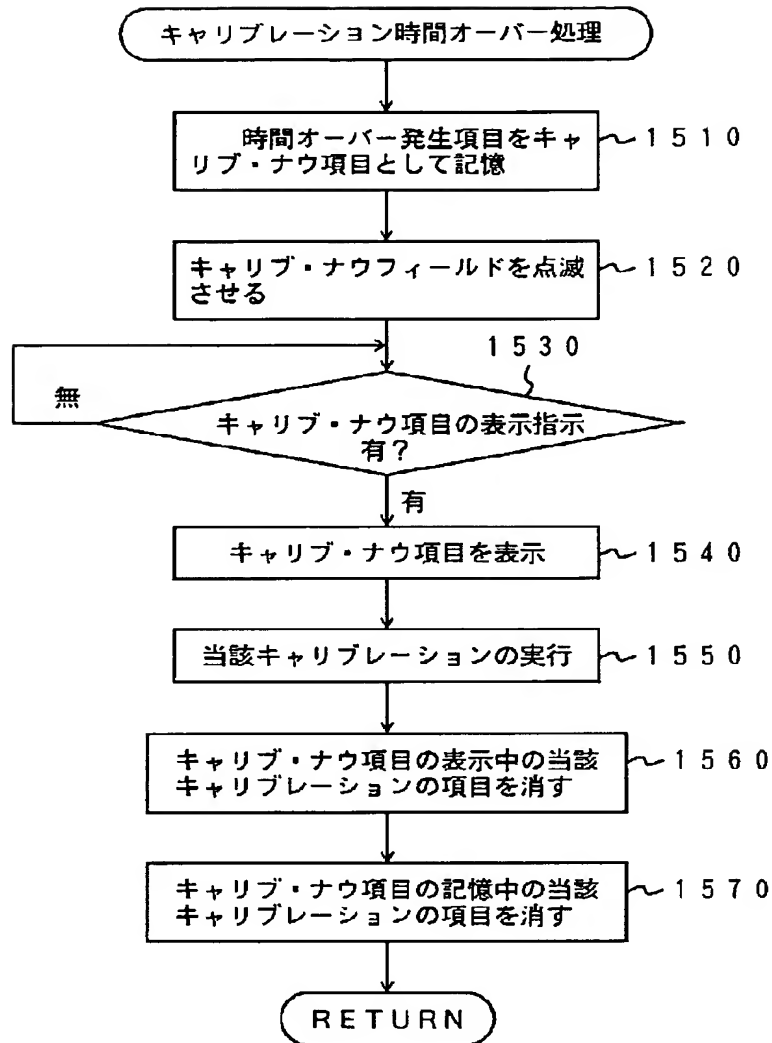 キャリブレーション時間オーバー処理
時間オーバー発生項目をキャ
リブ・ナウ項目として記憶
1510
キャリブ・ナウフィールドを点滅
させる
1520
1530
無
キャリブ・ナウ項目の表示指示
有？
有
キャリブ・ナウ項目を表示
1540
当該キャリブレーションの実行
1550
キャリブ・ナウ項目の表示中の当該
キャリブレーションの項目を消す
1560
キャリブ・ナウ項目の記憶中の当該
キャリブレーションの項目を消す
1570
RETURN